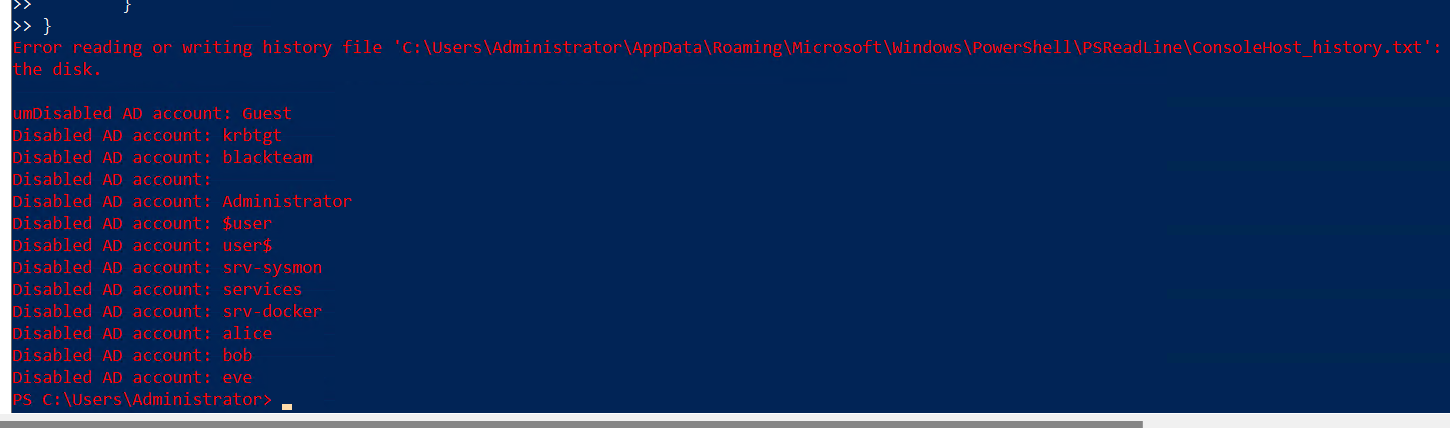 >>         }
>> }
Error reading or writing history file 'C:\Users\Administrator\AppData\Roaming\Microsoft\Windows\PowerShell\PSReadLine\ConsoleHost_history.txt':
the disk.
umDisabled AD account: Guest
Disabled AD account: krbtgt
Disabled AD account: blackteam
Disabled AD account:
Disabled AD account: Administrator
Disabled AD account: $user
Disabled AD account: user$
Disabled AD account: srv-sysmon
Disabled AD account: services
Disabled AD account: srv-docker
Disabled AD account: alice
Disabled AD account: bob
Disabled AD account: eve
PS C:\Users\Administrator>